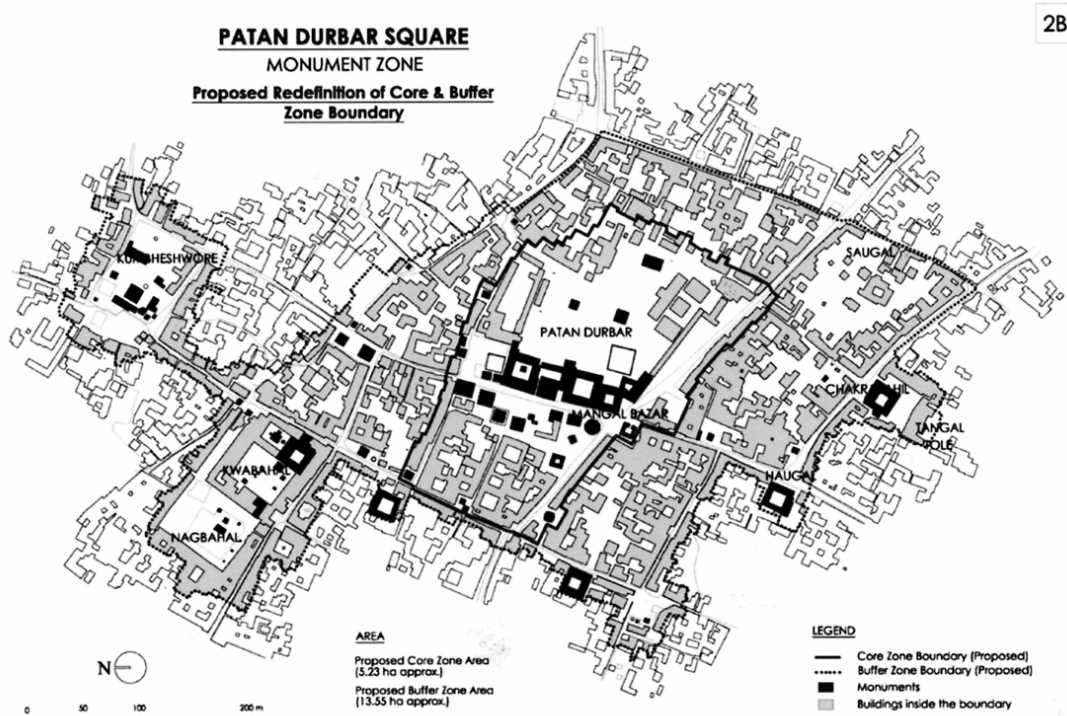 2B
PATAN DURBAR SQUARE
MONUMENT ZONE
Proposed Redefinition of Core & Buffer
Zone Boundary
KUMBHESHWORE
SAUGAL
PATAN DURBAR
CHAKRABAHIL
MANGAL BAZAR
TANGAL
TOLE
KWABAHAL
HAUGAL
NAGBAHAL
AREA
Proposed Core Zone Area
(5.23 ha approx.)
Proposed Buffer Zone Area
(13.55 ha approx.)
LEGEND
Core Zone Boundary (Proposed)
Buffer Zone Boundary (Proposed)
Monuments
Buildings inside the boundary
N
0 50 100 200 m